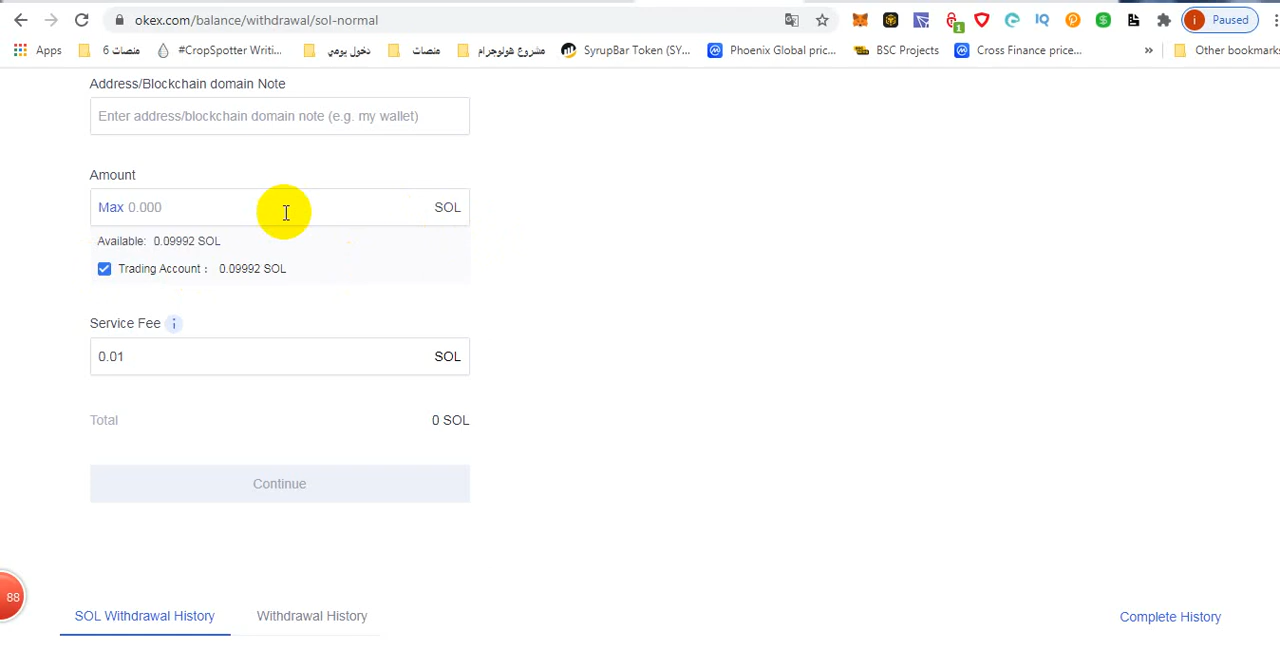 okex.com/balance/withdrawal/sol-normal
1
i Paused
Apps
منصات 6
#CropSpotter Writi...
دخول يومي
منصات
مشروع هولوجرام
SyrupBar Token (SY...
Phoenix Global pric...
BSC Projects
Cross Finance price...
»
Other bookmarks
Address/Blockchain domain Note
Enter address/blockchain domain note (e.g. my wallet)
Amount
Max 0.000 SOL
Available: 0.09992 SOL
Trading Account : 0.09992 SOL
Service Fee i
0.01 SOL
Total 0 SOL
Continue
88
SOL Withdrawal History Withdrawal History Complete History